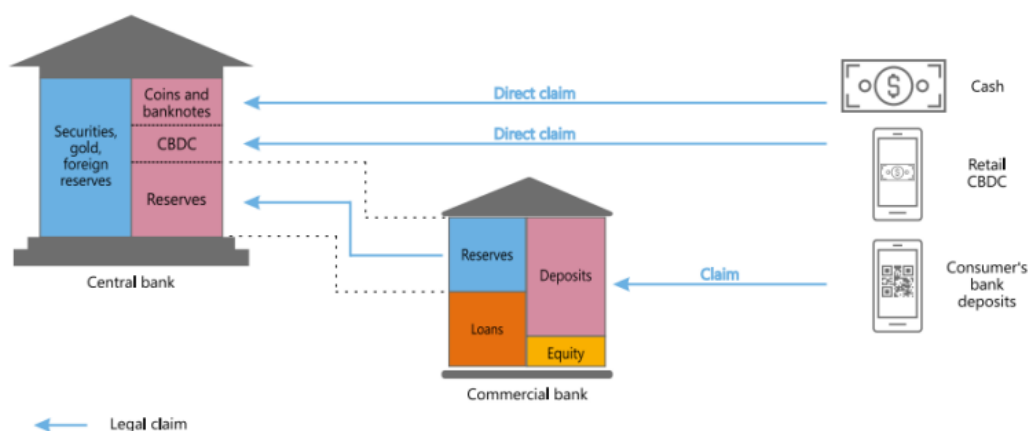 Coins and
banknotes
Direct claim
Cash
Securities,
gold,
foreign
reserves
CBDC
Direct claim
Retail
CBDC
Reserves
Reserves
Deposits
Claim
Consumer's
bank
deposits
Central bank
Loans
Equity
Commercial bank
Legal claim